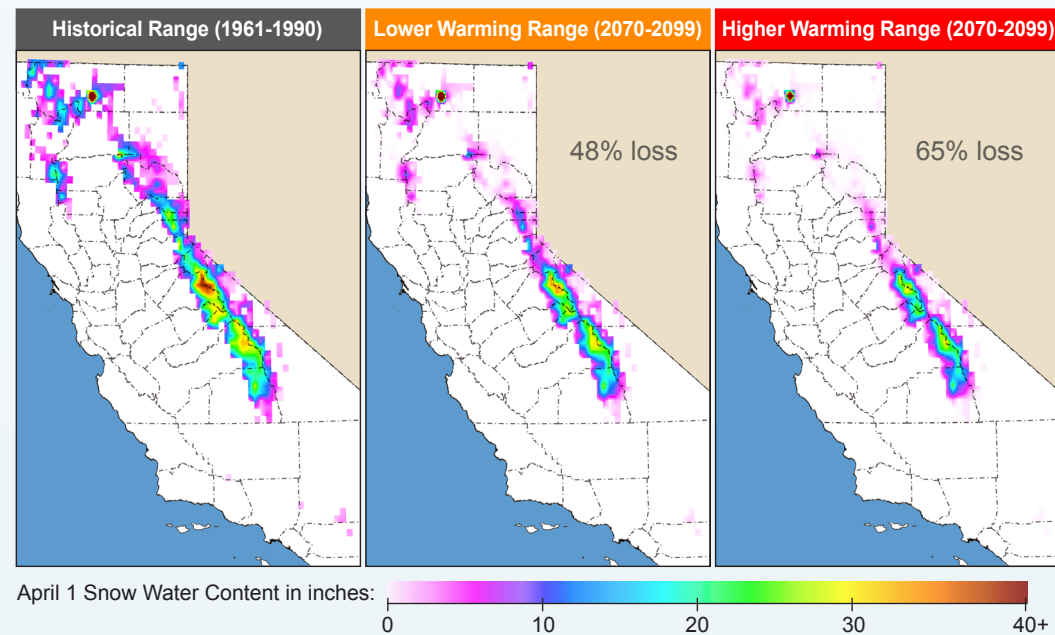 Historical Range (1961-1990)
Lower Warming Range (2070-2099)
Higher Warming Range (2070-2099)
48% loss
65% loss
April 1 Snow Water Content in inches:
0 10 20 30 40+